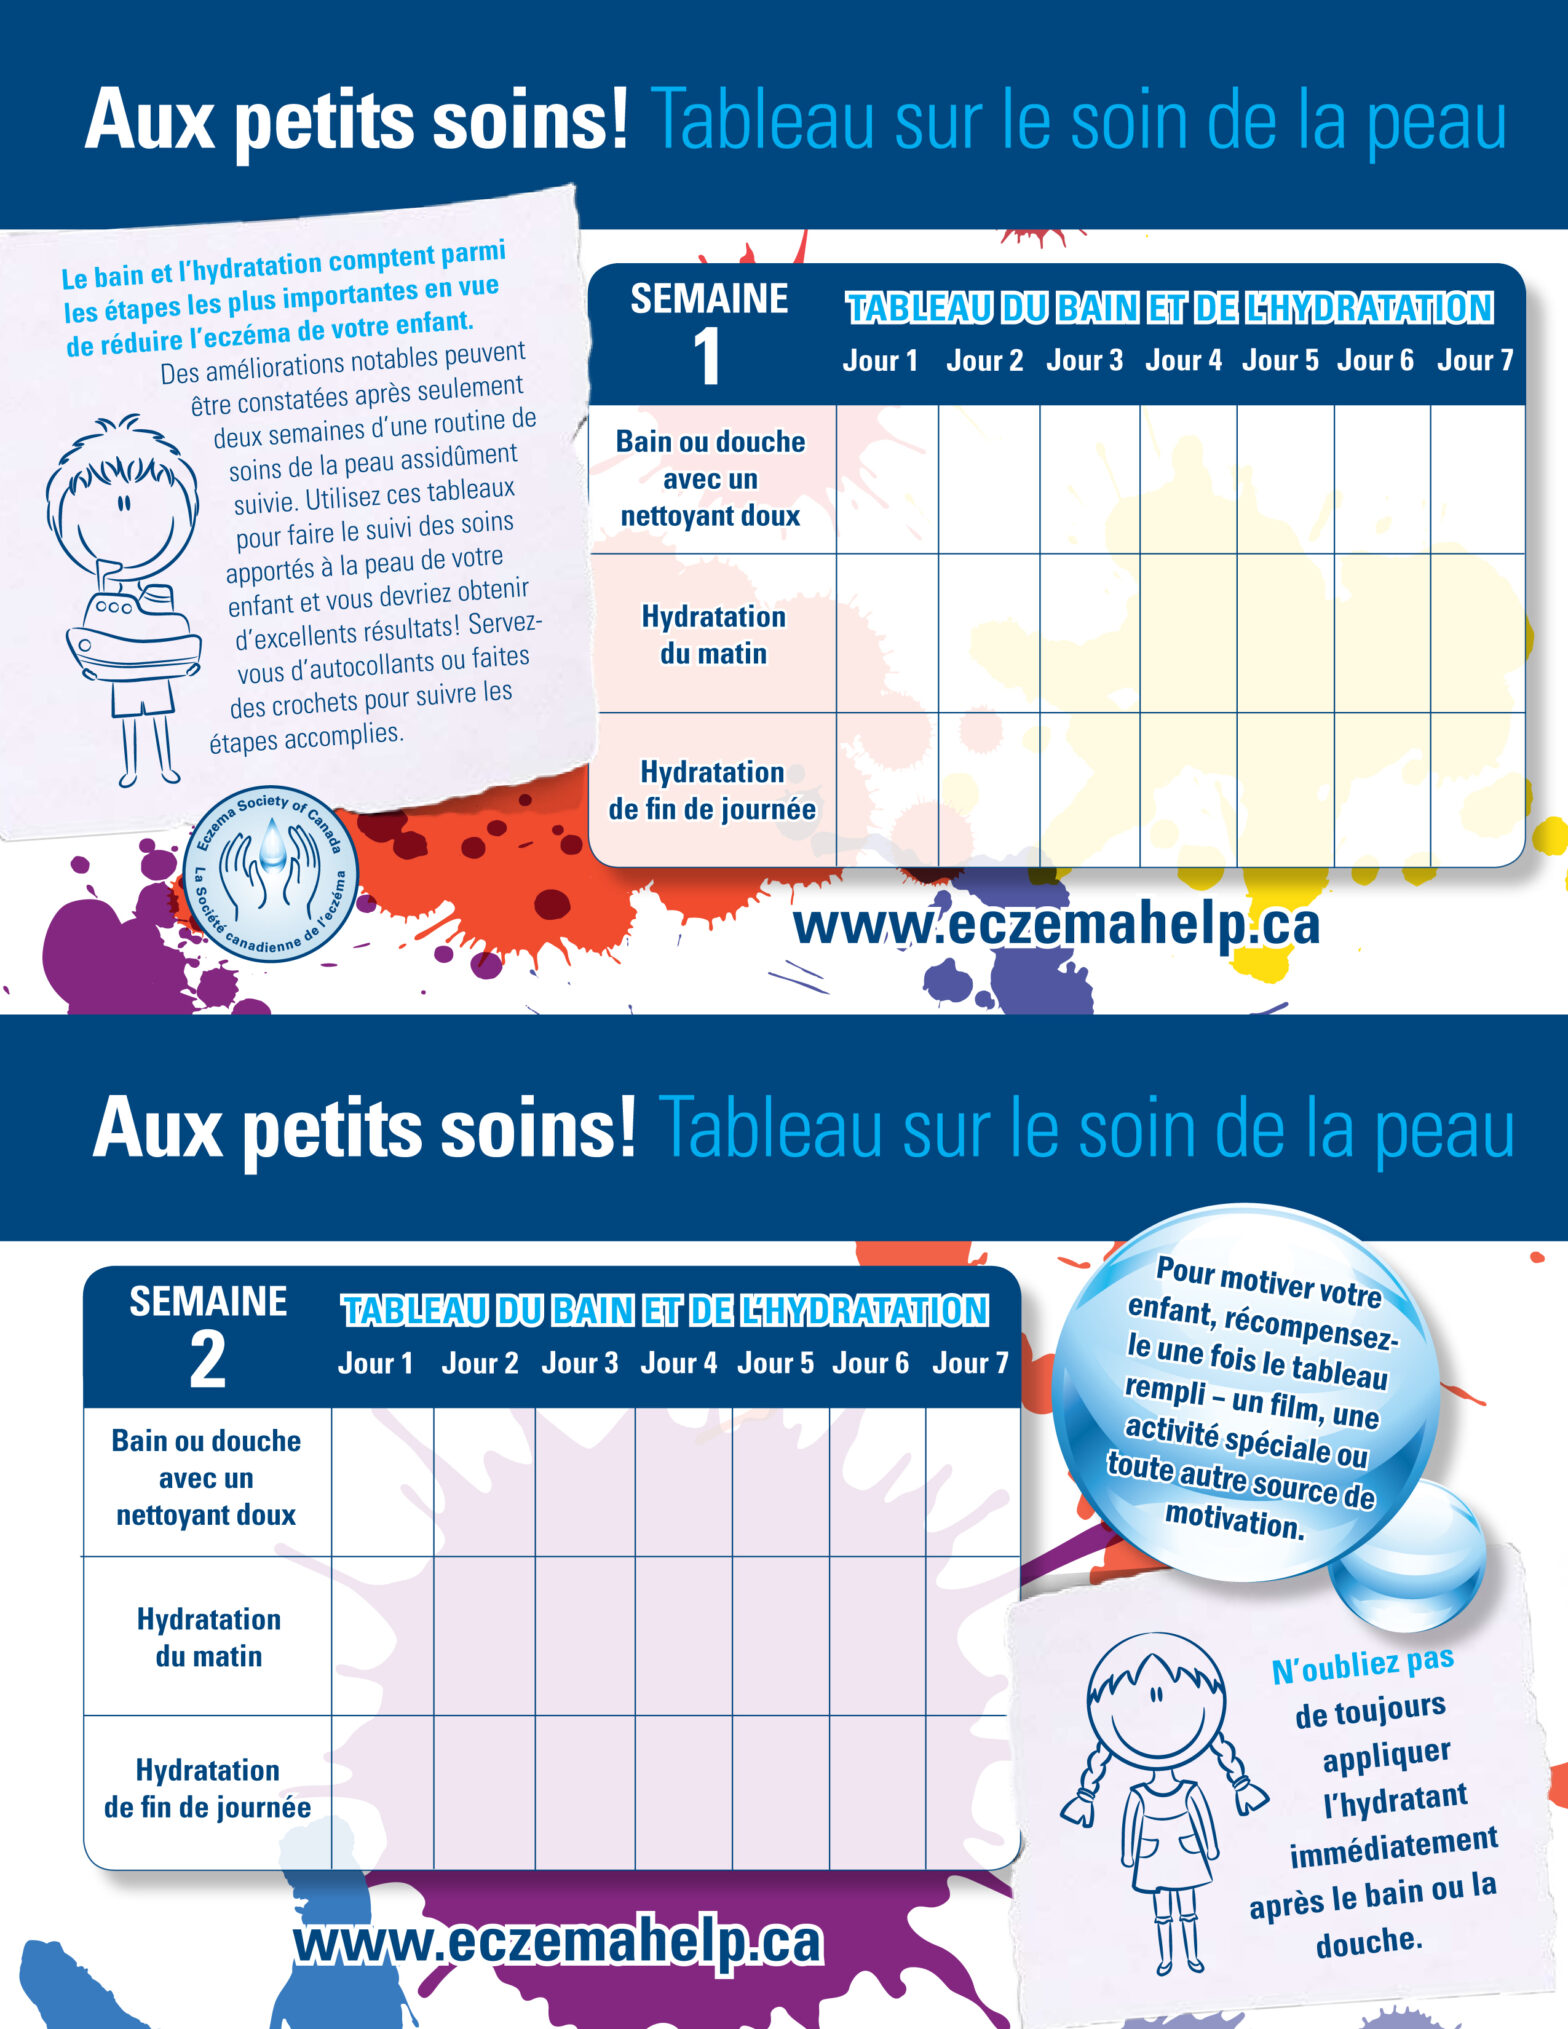 Aux petits soins! Tableau sur le soin de la peau
Le bain et l'hydratation comptent parmi
les étapes les plus importantes en vue
de réduire l'eczéma de votre enfant.
Des améliorations notables peuvent
être constatées après seulement
deux semaines d'une routine de
soins de la peau assidûment
suivie. Utilisez ces tableaux
pour faire le suivi des soins
apportés à la peau de votre
enfant et vous devriez obtenir
d'excellents résultats! Servez-
vous d'autocollants ou faites
des crochets pour suivre les
étapes accomplies.
Eczema Society of Canada
La Société canadienne de l'eczéma
SEMAINE
1
TABLEAU DU BAIN ET DE L'HYDRATATION
Jour 1 Jour 2 Jour 3 Jour 4 Jour 5 Jour 6 Jour 7
Bain ou douche
avec un
nettoyant doux
Hydratation
du matin
Hydratation
de fin de journée
www.eczemahelp.ca
Aux petits soins! Tableau sur le soin de la peau
SEMAINE
2
TABLEAU DU BAIN ET DE L'HYDRATATION
Jour 1 Jour 2 Jour 3 Jour 4 Jour 5 Jour 6 Jour 7
Bain ou douche
avec un
nettoyant doux
Hydratation
du matin
Hydratation
de fin de journée
www.eczemahelp.ca
Pour motiver votre
enfant, récompensez-
le une fois le tableau
rempli – un film, une
activité spéciale ou
toute autre source de
motivation.
N'oubliez pas
de toujours
appliquer
l'hydratant
immédiatement
après le bain ou la
douche.